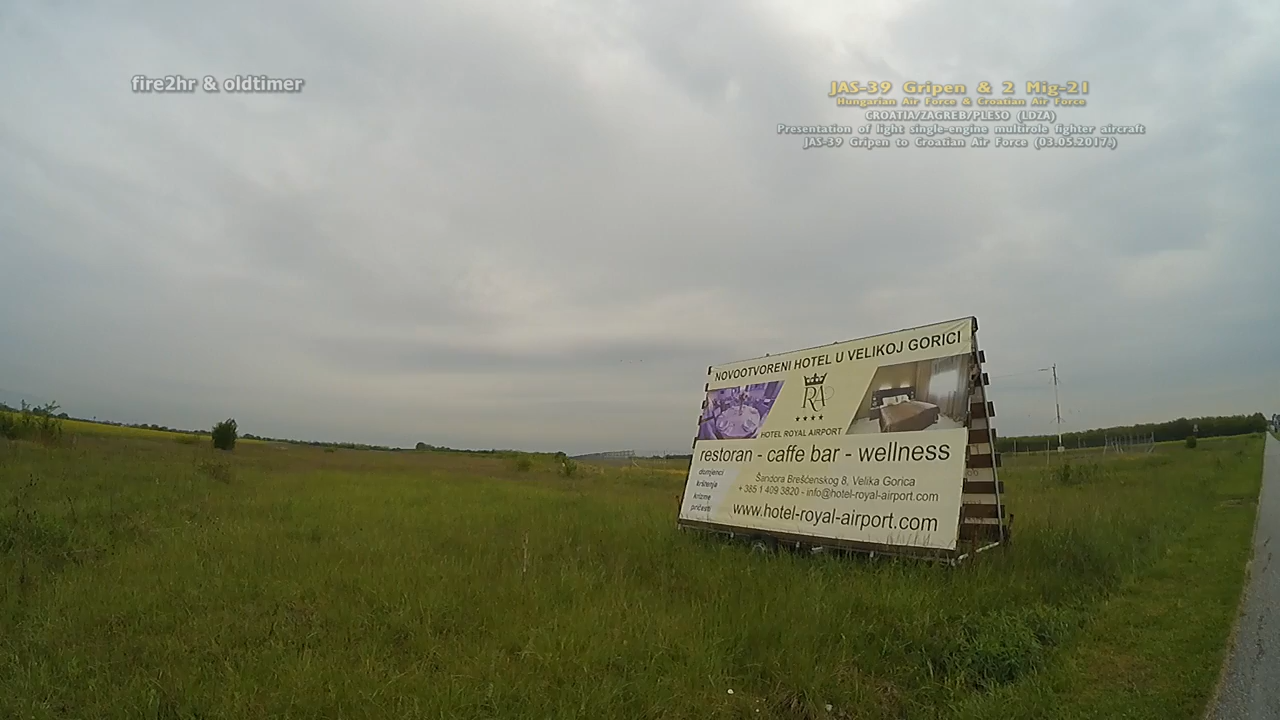 fire2hr & oldtimer
JAS-39 Gripen & 2 Mig-21
Hungarian Air Force & Croatian Air Force
CROATIA/ZAGREB/PLESO (LDZA)
Presentation of light single-engine multirole fighter aircraft
JAS-39 Gripen to Croatian Air Force (03.05.2017.)
NOVOOTVORENI HOTEL U VELIKOJ GORICI
RA
HOTEL ROYAL AIRPORT
restoran - caffe bar - wellness
domjenci
krštenja
krizme
pričesti
Šandora Brešćenskog 8, Velika Gorica
+ 385 1 409 3820 - info@hotel-royal-airport.com
www.hotel-royal-airport.com